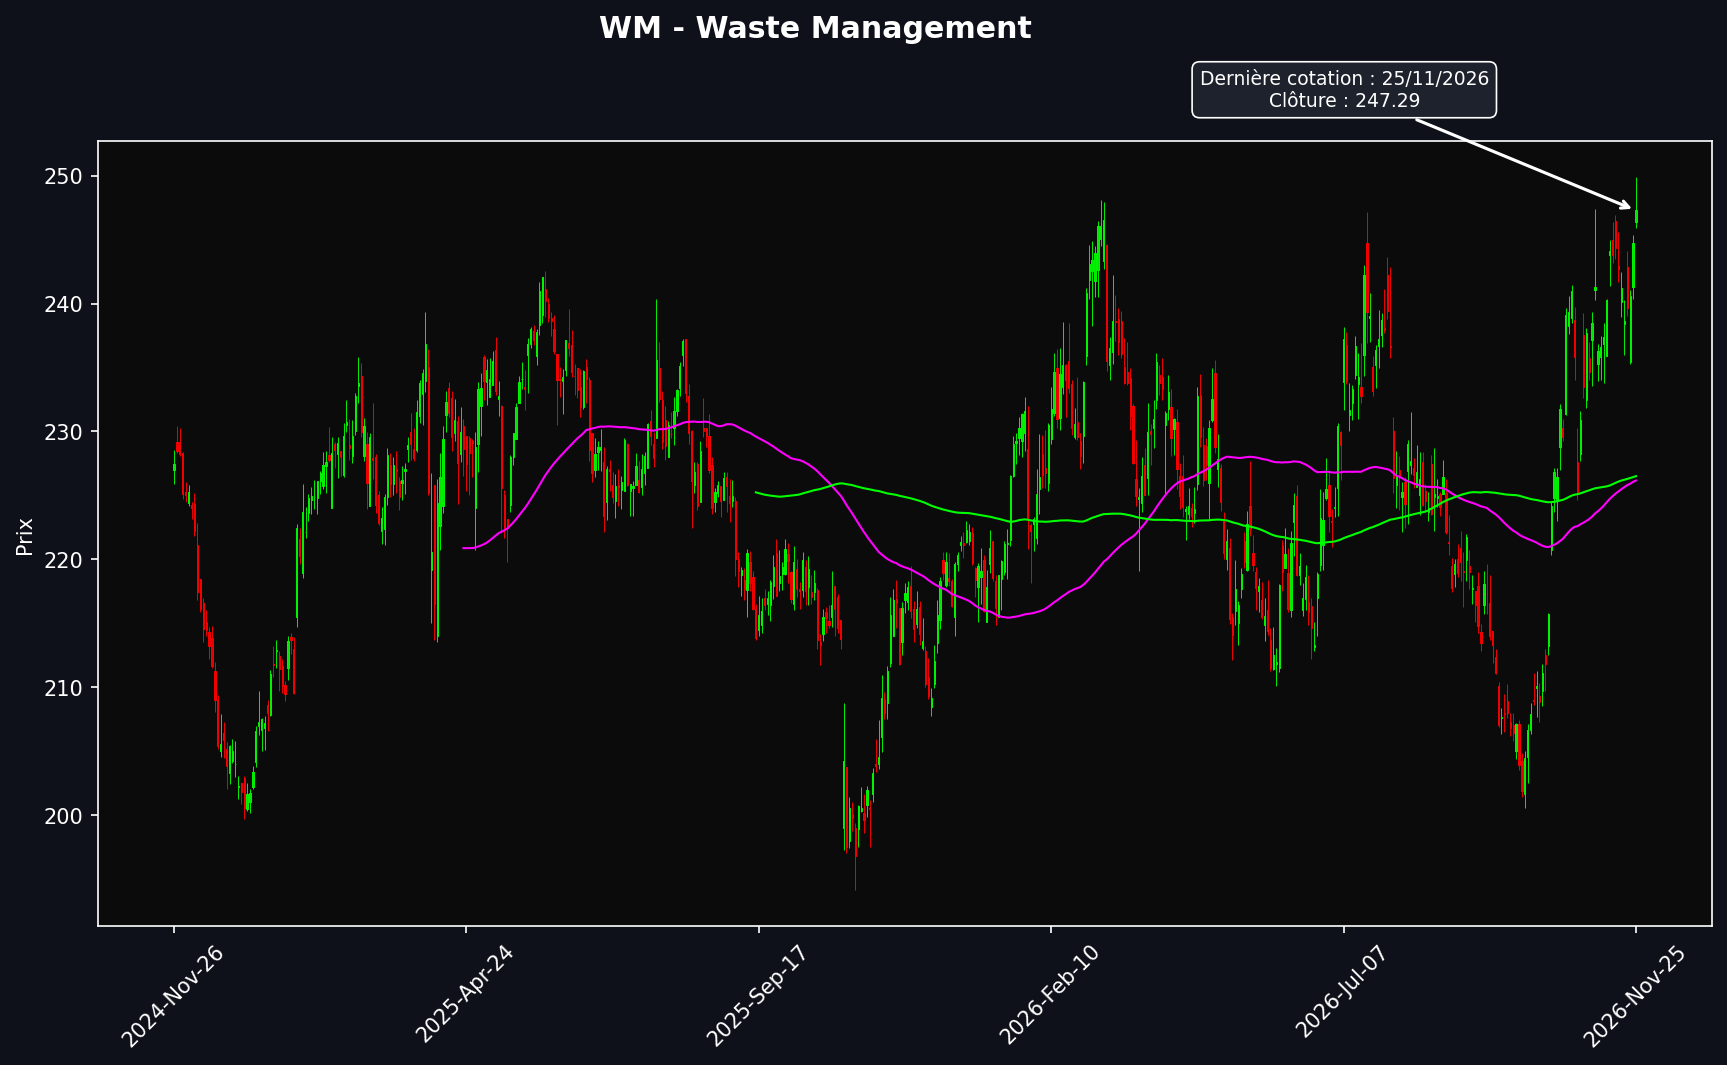 WM - Waste Management
Dernière cotation : 25/11/2026
Clôture : 247.29
Prix
250
240
230
220
210
200
2024-Nov-26
2025-Apr-24
2025-Sep-17
2026-Feb-10
2026-Jul-07
2026-Nov-25